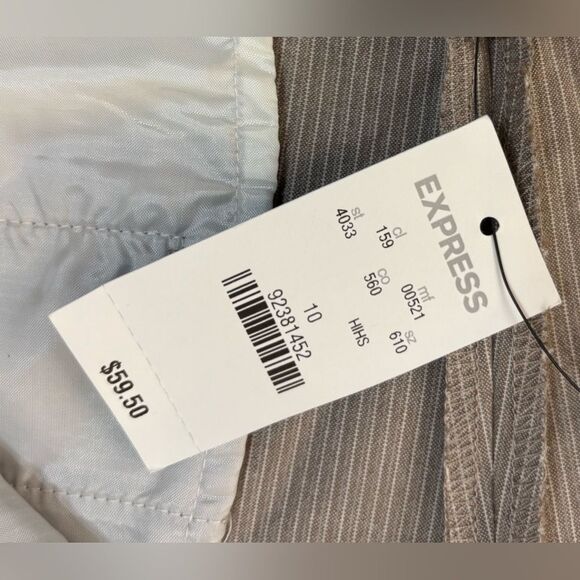 EXPRESS
st cl mf
4033 159 00521
co sz
560 610
HIHS
10
92381452
$59.50